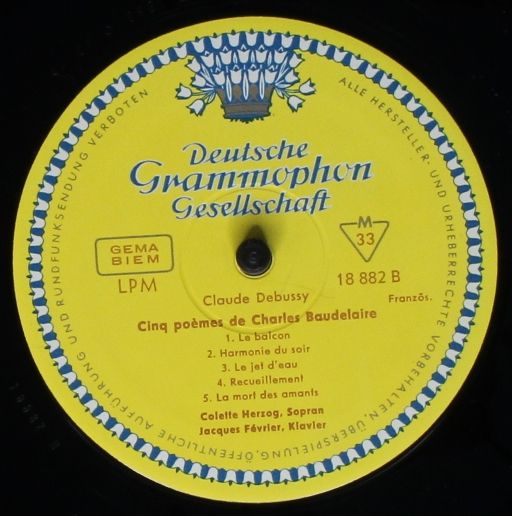 ALLE HERSTELLER- UND URHEBERRECHTE VORBEHALTEN, ÜBERSPIELUNG, ÖFFENTLICHE AUFFÜHRUNG UND RUNDFUNKSENDUNG VERBOTEN
Deutsche
Grammophon
Gesellschaft
GEMA
BIEM
LPM
M
33
18 882 B
Claude Debussy
Französ.
Cinq poèmes de Charles Baudelaire
1. Le balcon
2. Harmonie du soir
3. Le jet d'eau
4. Recueillement
5. La mort des amants
Colette Herzog, Sopran
Jacques Février, Klavier